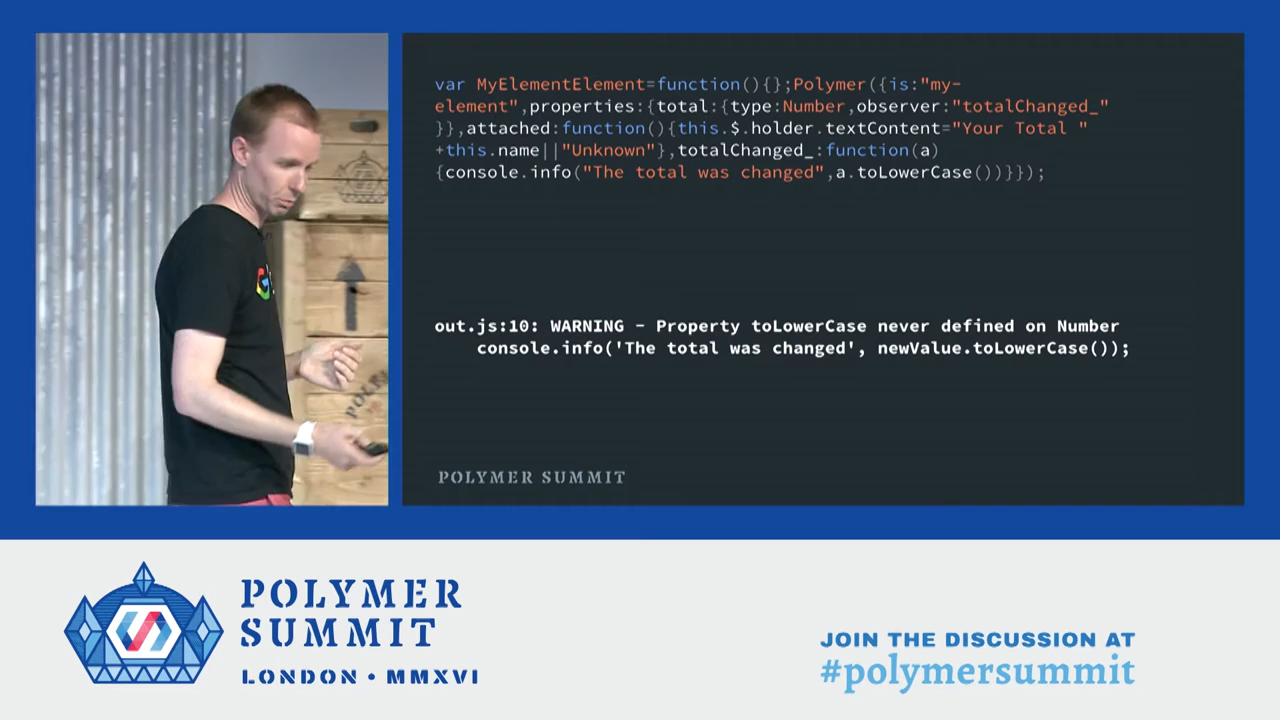 var MyElementElement=function(){};Polymer({is:"my-
element",properties:{total:{type:Number,observer:"totalChanged_"
}},attached:function(){this.$.holder.textContent="Your Total "
+this.name||"Unknown"},totalChanged_:function(a)
{console.info("The total was changed",a.toLowerCase())}});
out.js:10: WARNING - Property toLowerCase never defined on Number
console.info('The total was changed', newValue.toLowerCase());
POLYMER SUMMIT
POLYMER
SUMMIT
LONDON • MMXVI
JOIN THE DISCUSSION AT
#polymersummit